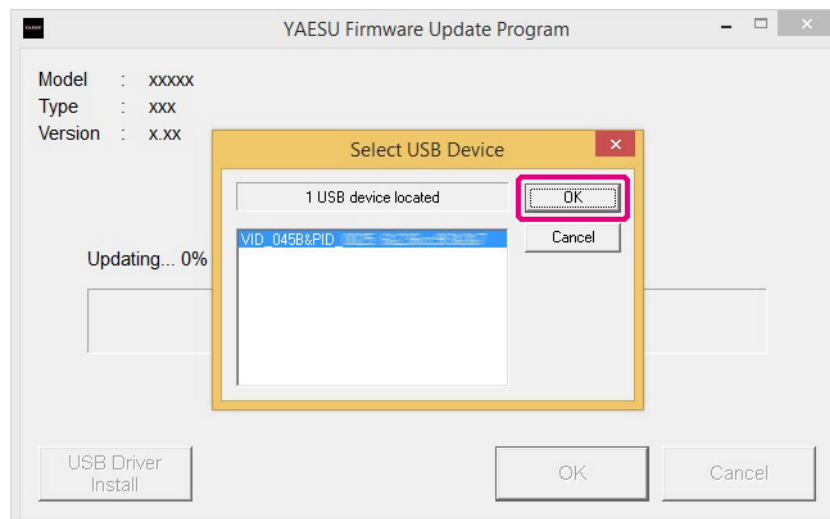 YAESU Firmware Update Program
Model : xxxxx
Type : xxx
Version : x.xx
Select USB Device
1 USB device located
OK
VID_045B&PID_
Cancel
Updating... 0%
USB Driver
Install
OK
Cancel